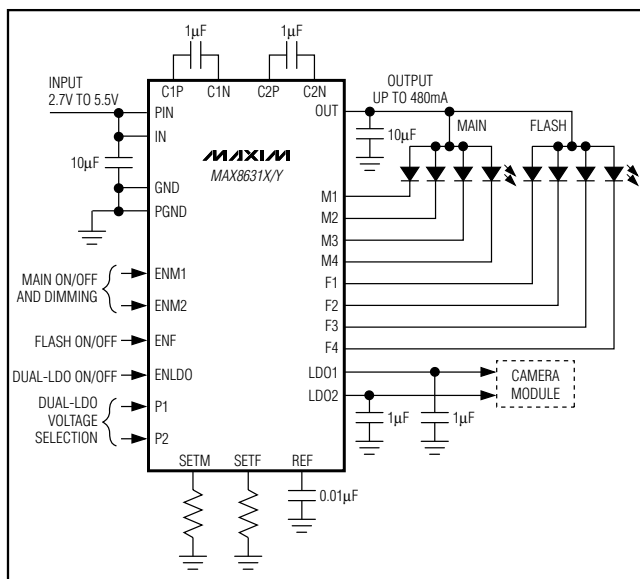 1µF
1µF
C1P C1N C2P C2N
INPUT
2.7V TO 5.5V
PIN
IN
10µF
GND
PGND
MAXIM
MAX8631X/Y
OUT
OUTPUT
UP TO 480mA
10µF
MAIN
FLASH
M1
M2
M3
M4
F1
F2
F3
F4
LDO1
LDO2
1µF
1µF
CAMERA
MODULE
MAIN ON/OFF
AND DIMMING
ENM1
ENM2
FLASH ON/OFF
ENF
DUAL-LDO ON/OFF
ENLDO
DUAL-LDO
VOLTAGE
SELECTION
P1
P2
SETM SETF REF
0.01µF